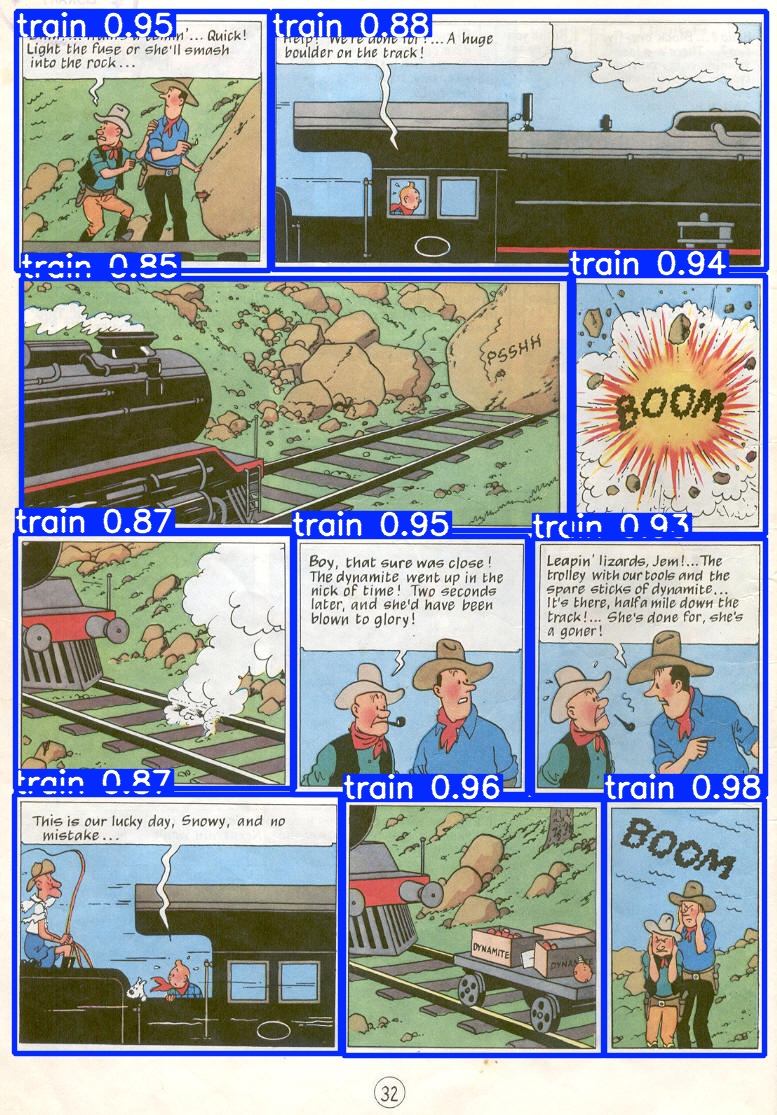 train 0.95
... Quick!
Light the fuse or she'll smash
into the rock...
train 0.88
Help! We're done for!... A huge
boulder on the track!
train 0.85
PSSHH
train 0.94
BOOM
train 0.87
train 0.95
Boy, that sure was close!
The dynamite went up in the
nick of time! Two seconds
later, and she'd have been
blown to glory!
train 0.93
Leapin' lizards, Jem!...The
trolley with our tools and the
spare sticks of dynamite...
It's there, half a mile down the
track!... She's done for, she's
a goner!
train 0.87
This is our lucky day, Snowy, and no
mistake...
train 0.96
DYNAMITE
DYNAMITE
train 0.98
BOOM
32